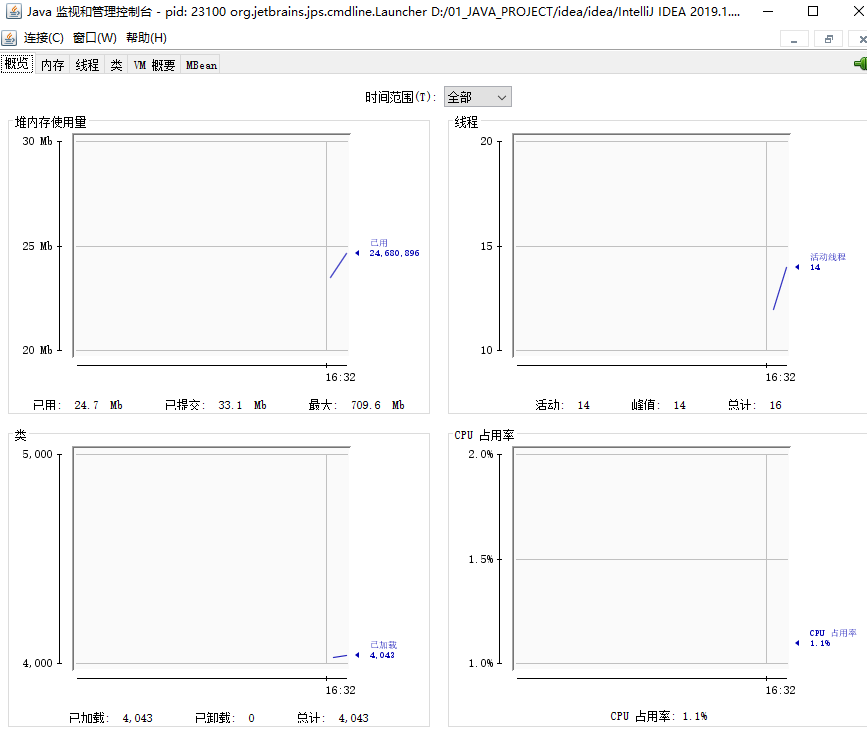 Java 监视和管理控制台 - pid: 23100 org.jetbrains.jps.cmdline.Launcher D:/01_JAVA_PROJECT/idea/idea/IntelliJ IDEA 2019.1....
连接(C) 窗口(W) 帮助(H)
概览 内存 线程 类 VM 概要 MBean
时间范围(T): 全部
堆内存使用量
30 Mb
25 Mb
20 Mb
已用
24,680,896
16:32
已用: 24.7 Mb 已提交: 33.1 Mb 最大: 709.6 Mb
线程
20
15
10
活动线程
14
16:32
活动: 14 峰值: 14 总计: 16
类
5,000
4,000
已加载
4,043
16:32
已加载: 4,043 已卸载: 0 总计: 4,043
CPU 占用率
2.0%
1.5%
1.0%
CPU 占用率
1.1%
16:32
CPU 占用率: 1.1%